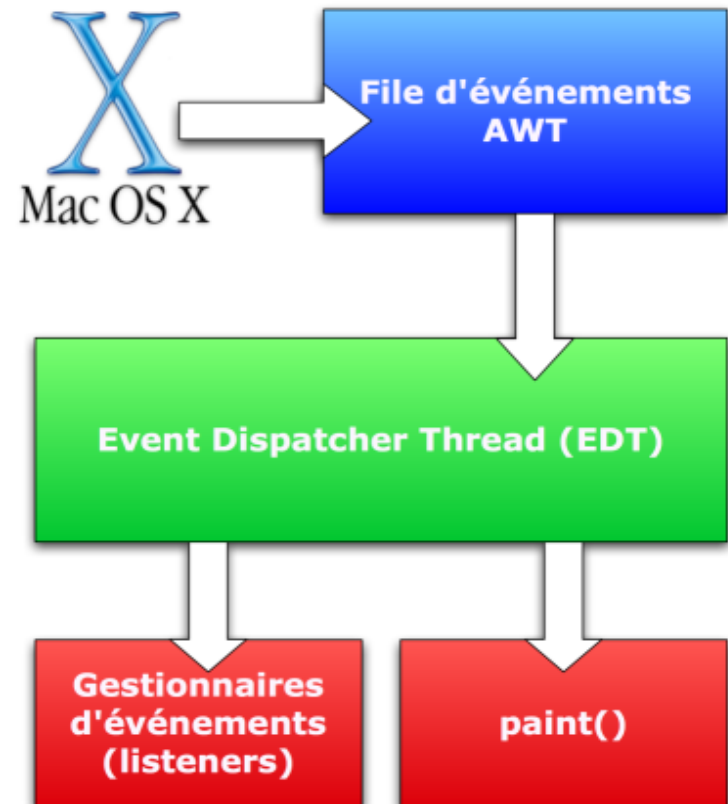 X
Mac OS X
File d'événements
AWT
Event Dispatcher Thread (EDT)
Gestionnaires
d'événements
(listeners)
paint()